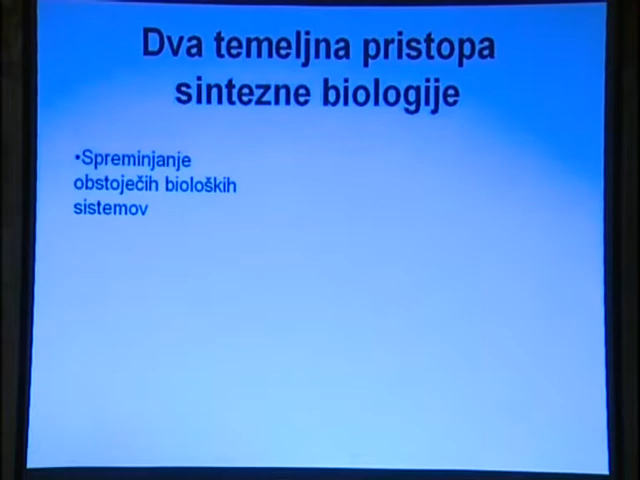 Dva temeljna pristopa
sintezne biologije
•Spreminjanje
obstoječih bioloških
sistemov